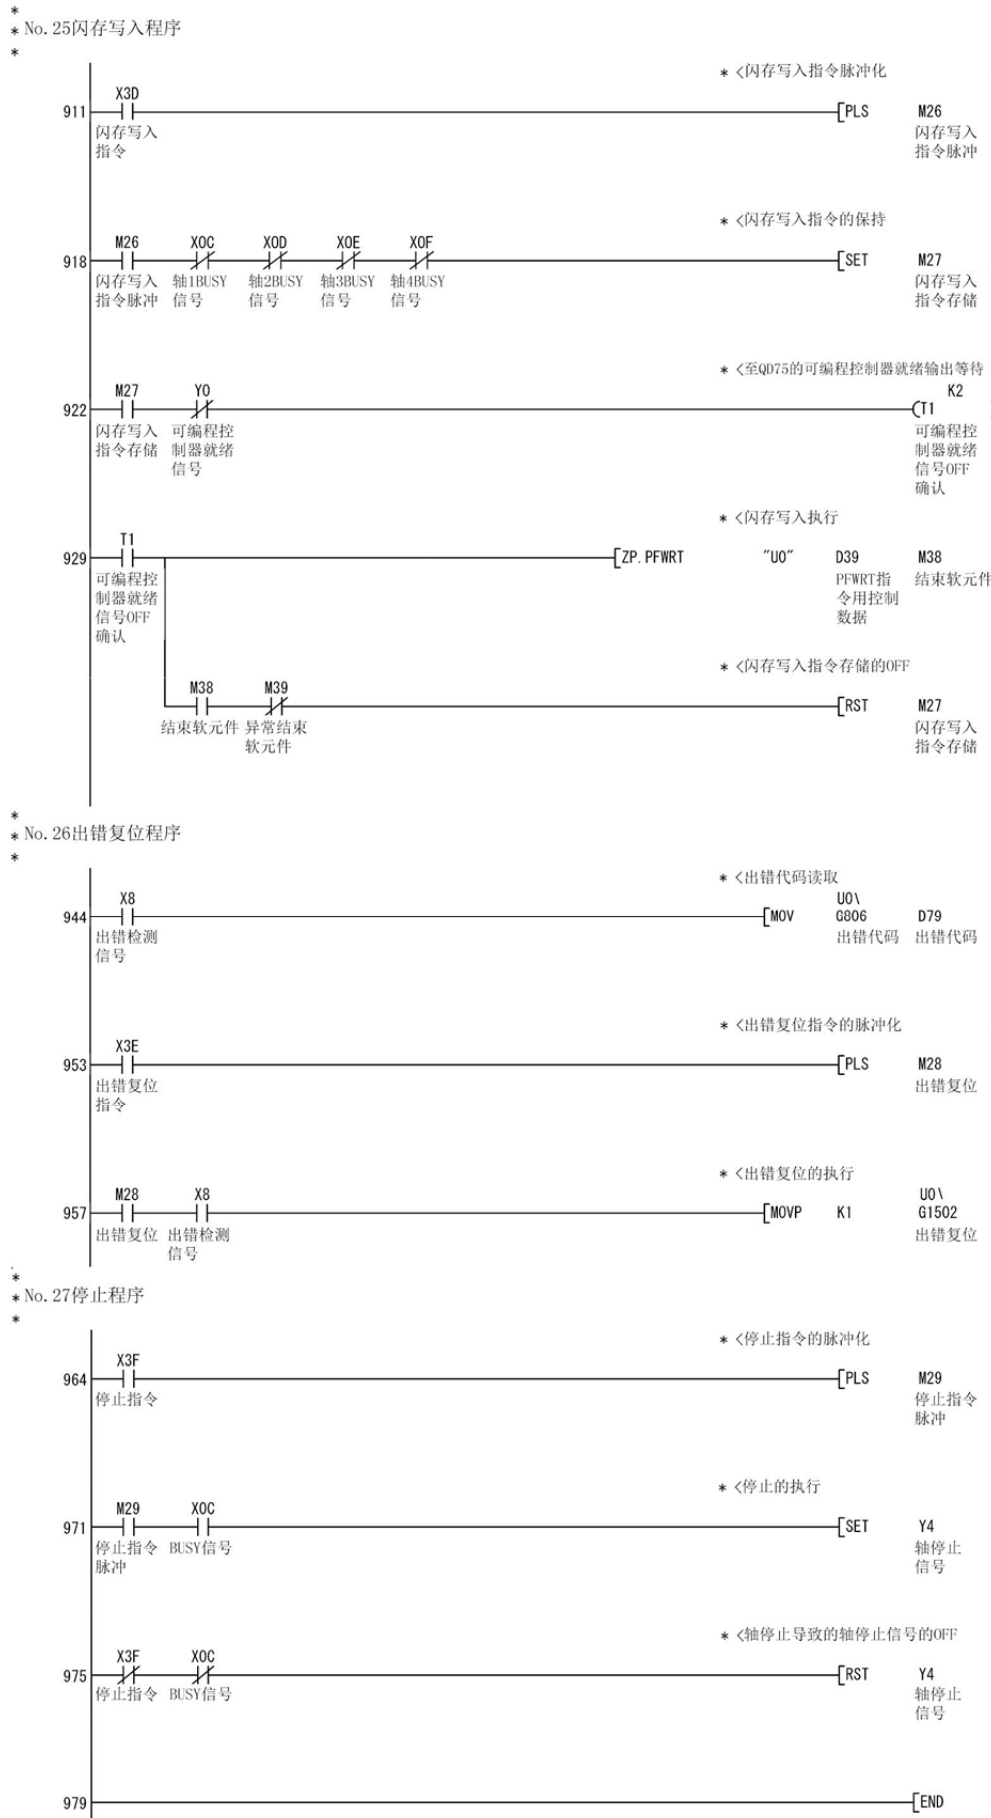 *
* No.25闪存写入程序
*
* <闪存写入指令脉冲化
X3D
911 [PLS M26
闪存写入 闪存写入
指令 指令脉冲
* <闪存写入指令的保持
M26 X0C X0D X0E X0F
918 [SET M27
闪存写入 轴1BUSY 轴2BUSY 轴3BUSY 轴4BUSY 闪存写入
指令脉冲 信号 信号 信号 信号 指令存储
* <至QD75的可编程控制器就绪输出等待
M27 Y0 K2
922 (T1
闪存写入 可编程控 可编程控
指令存储 制器就绪 制器就绪
信号 信号OFF
确认
* <闪存写入执行
T1
929 [ZP.PFWRT "U0" D39 M38
可编程控 PFWRT指 结束软元件
制器就绪 令用控制
信号OFF 数据
确认
* <闪存写入指令存储的OFF
M38 M39
[RST M27
结束软元件 异常结束 闪存写入
软元件 指令存储
*
* No.26出错复位程序
*
* <出错代码读取
X8 U0\
944 [MOV G806 D79
出错检测 出错代码 出错代码
信号
* <出错复位指令的脉冲化
X3E
953 [PLS M28
出错复位 出错复位
指令
* <出错复位的执行
M28 X8 U0\
957 [MOVP K1 G1502
出错复位 出错检测 出错复位
信号
*
* No.27停止程序
*
* <停止指令的脉冲化
X3F
964 [PLS M29
停止指令 停止指令
脉冲
* <停止的执行
M29 X0C
971 [SET Y4
停止指令 BUSY信号 轴停止
脉冲 信号
* <轴停止导致的轴停止信号的OFF
X3F X0C
975 [RST Y4
停止指令 BUSY信号 轴停止
信号
979 [END